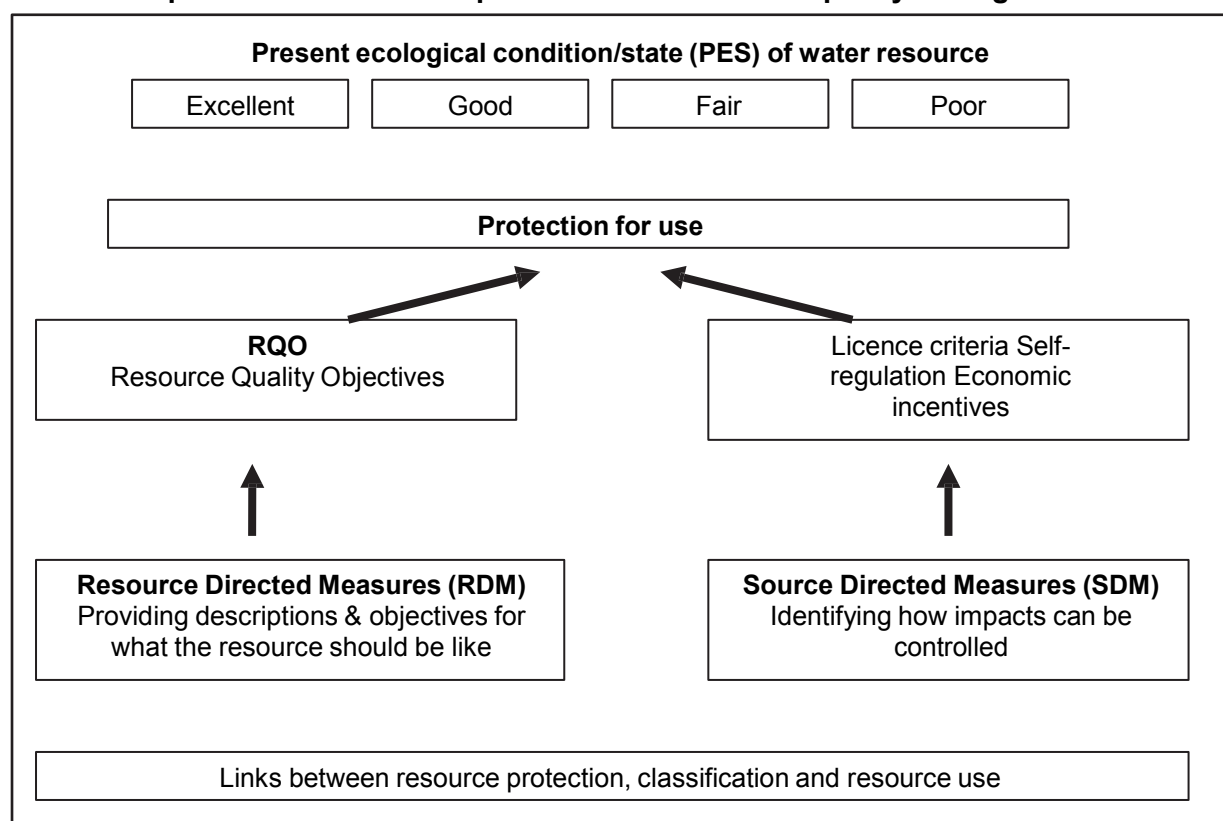 Present ecological condition/state (PES) of water resource
Excellent
Good
Fair
Poor
Protection for use
RQO
Resource Quality Objectives
Licence criteria Self-
regulation Economic
incentives
Resource Directed Measures (RDM)
Providing descriptions & objectives for
what the resource should be like
Source Directed Measures (SDM)
Identifying how impacts can be
controlled
Links between resource protection, classification and resource use